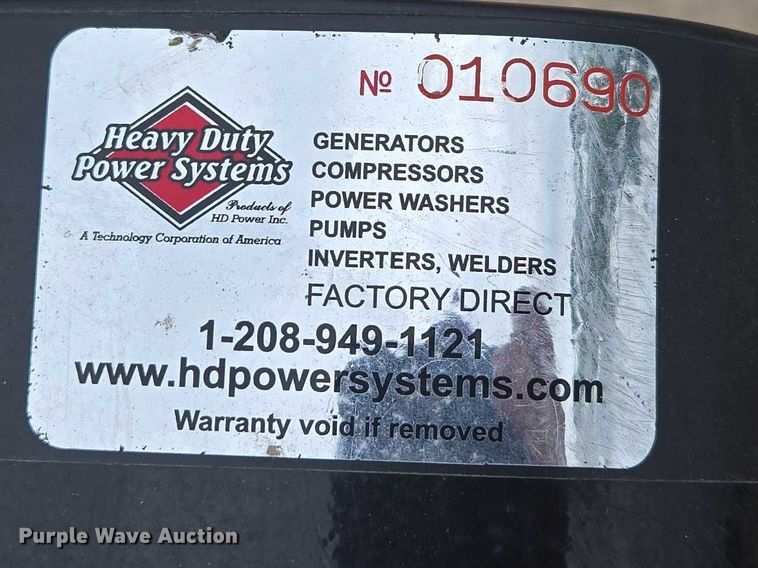 № 010690
Heavy Duty
Power Systems
Products of
HD Power Inc.
A Technology Corporation of America
GENERATORS
COMPRESSORS
POWER WASHERS
PUMPS
INVERTERS, WELDERS
FACTORY DIRECT
1-208-949-1121
www.hdpowersystems.com
Warranty void if removed
Purple Wave Auction